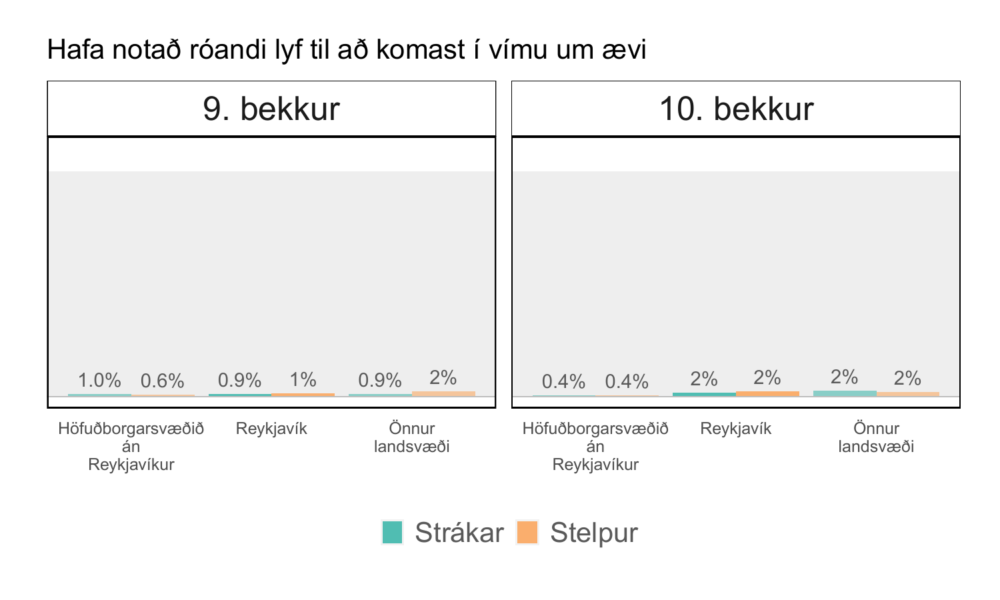 Hafa notað róandi lyf til að komast í vímu um ævi
9. bekkur
10. bekkur
1.0% 0.6% 0.9% 1% 0.9% 2%
0.4% 0.4% 2% 2% 2% 2%
Höfuðborgarsvæðið
án
Reykjavíkur
Reykjavík
Önnur
landsvæði
Höfuðborgarsvæðið
án
Reykjavíkur
Reykjavík
Önnur
landsvæði
Strákar Stelpur